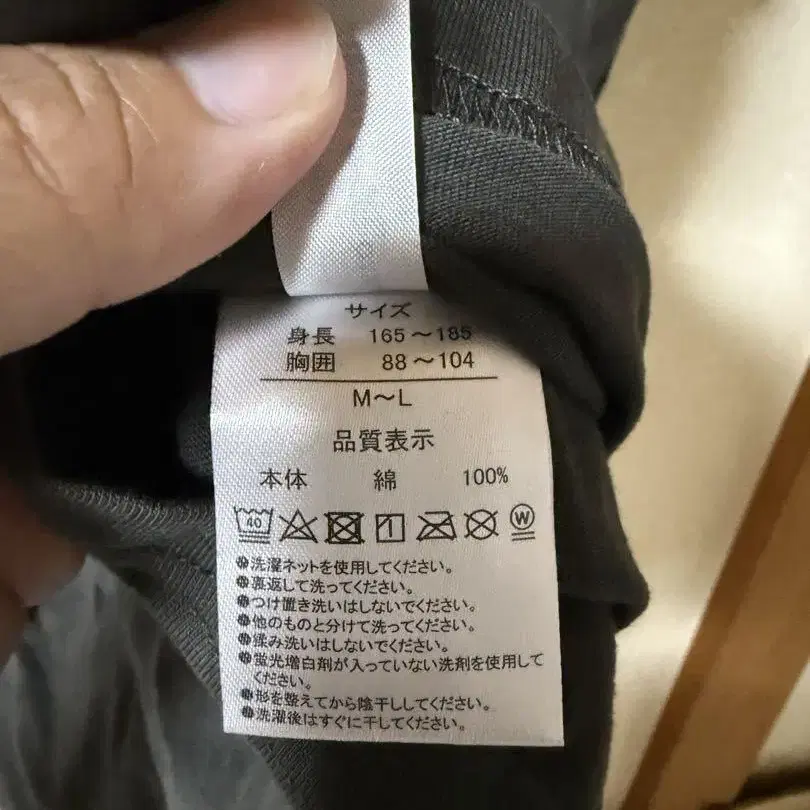 サイズ
身長 165〜185
胸囲 88〜104
M〜L
品質表示
本体 綿 100%
40 W
●洗濯ネットを使用してください。
●裏返して洗ってください。
●つけ置き洗いはしないでください。
●他のものと分けて洗ってください。
●揉み洗いはしないでください。
●蛍光増白剤が入っていない洗剤を使用して
ください。
●形を整えてから陰干ししてください。
●洗濯後はすぐに干してください。